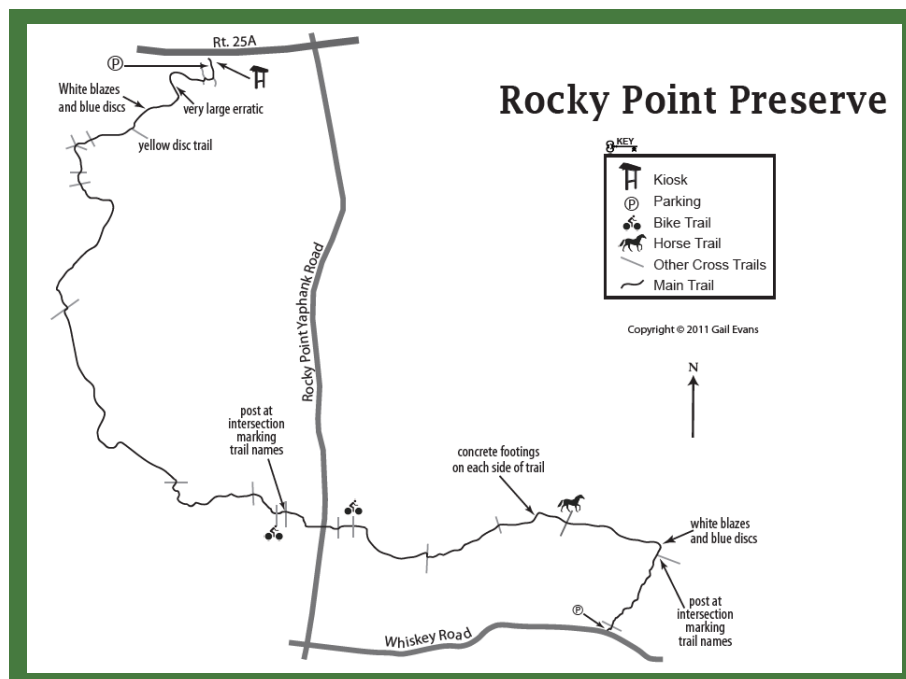 Rt. 25A
P
White blazes
and blue discs
very large erratic
yellow disc trail
Rocky Point Preserve
KEY
Kiosk
P
Parking
Bike Trail
Horse Trail
Other Cross Trails
Main Trail
Copyright © 2011 Gail Evans
N
Rocky Point Yaphank Road
post at
intersection
marking
trail names
concrete footings
on each side of trail
white blazes
and blue discs
P
post at
intersection
marking
trail names
Whiskey Road